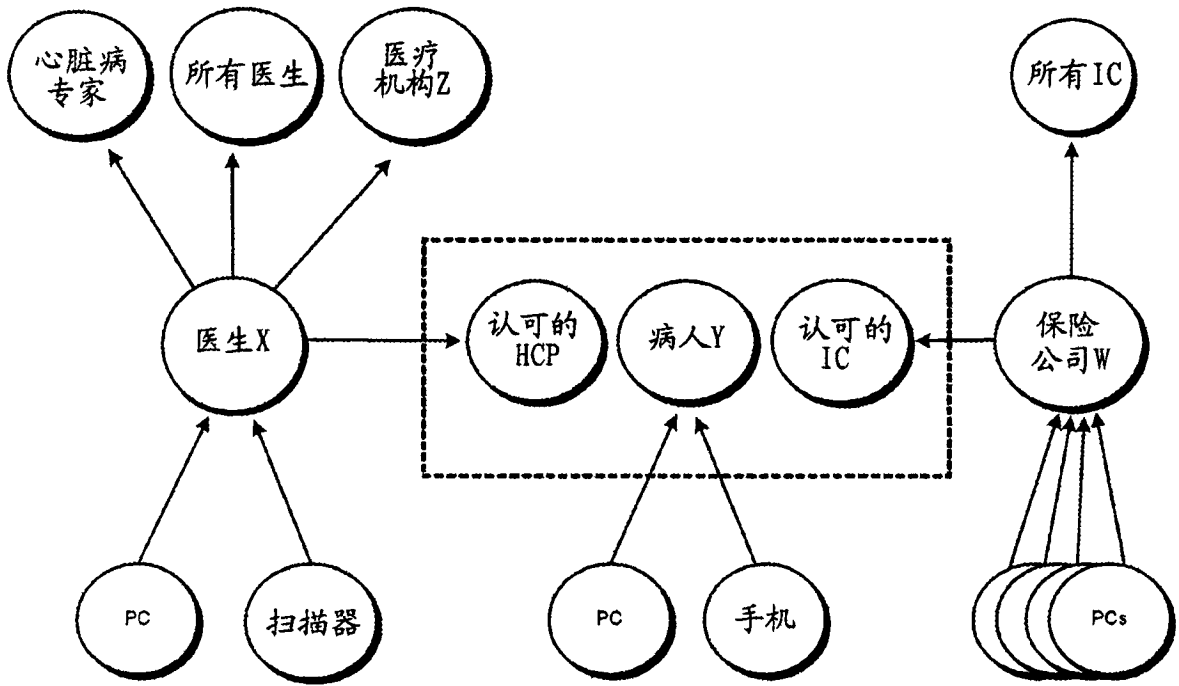 心脏病
专家
所有医生
医疗
机构Z
所有IC
医生X
认可的
HCP
病人Y
认可的
IC
保险
公司W
PC
扫描器
PC
手机
PCs